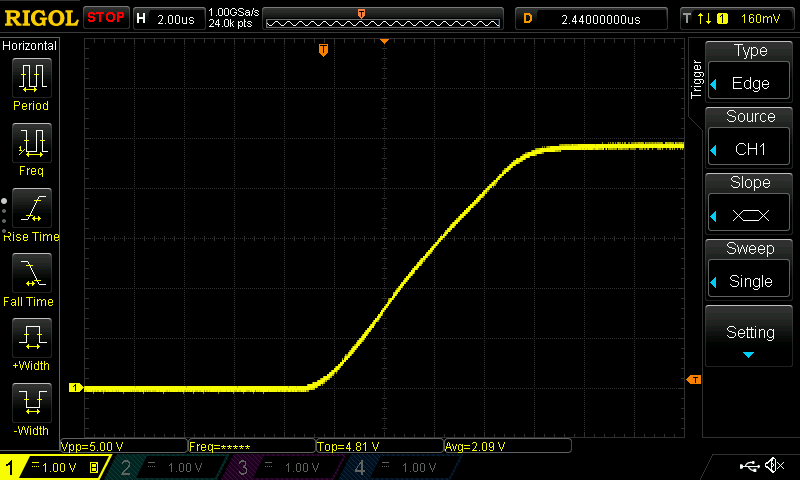 RIGOL STOP H 2.00us 1.00GSa/s D 2.44000000us T 1 160mV
24.0k pts
T
Horizontal
Period
Freq
Rise Time
Fall Time
+Width
-Width
T
1
T
Trigger
Type
Edge
Source
CH1
Slope
Sweep
Single
Setting
Vpp=5.00 V Freq=***** Top=4.81 V Avg=2.09 V
1 1.00 V B 2 1.00 V 3 1.00 V 4 1.00 V